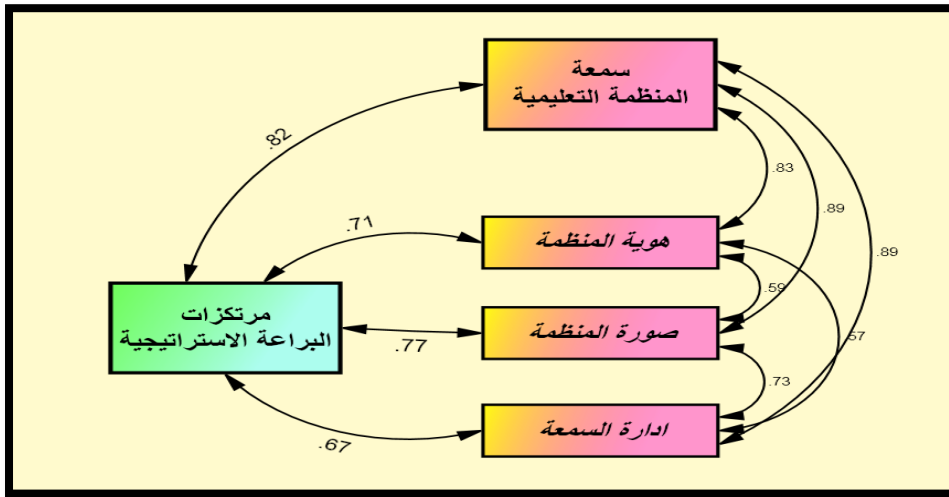 سمعة
المنظمة التعليمية
.82
.83
.89
.71
هوية المنظمة
.89
.59
مرتكزات
البراعة الاستراتيجية
صورة المنظمة
.77
.57
.73
ادارة السمعة
.67